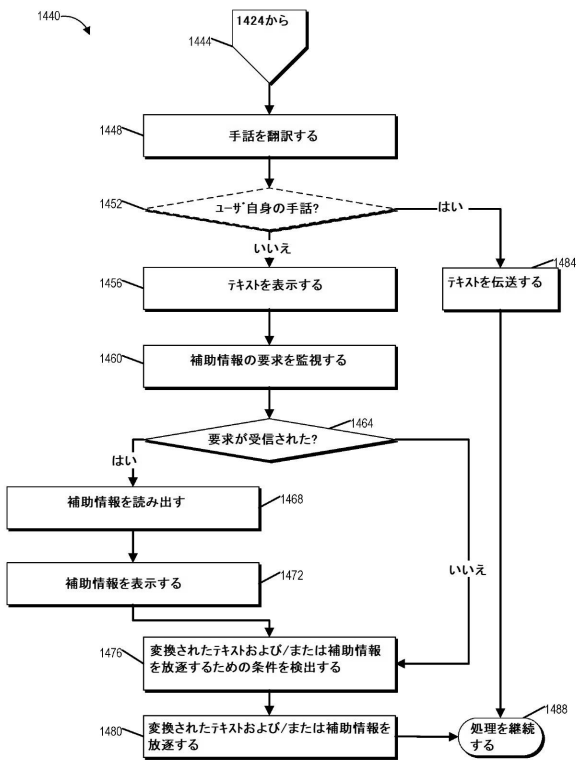 1440
1424から
1444
1448
手話を翻訳する
1452
ユーザ自身の手話?
はい
いいえ
1456
テキストを表示する
1484
テキストを伝送する
1460
補助情報の要求を監視する
1464
要求が受信された?
はい
補助情報を読み出す
1468
いいえ
補助情報を表示する
1472
1476
変換されたテキストおよび/または補助情報
を放逐するための条件を検出する
1480
変換されたテキストおよび/または補助情報を
放逐する
1488
処理を継続
する